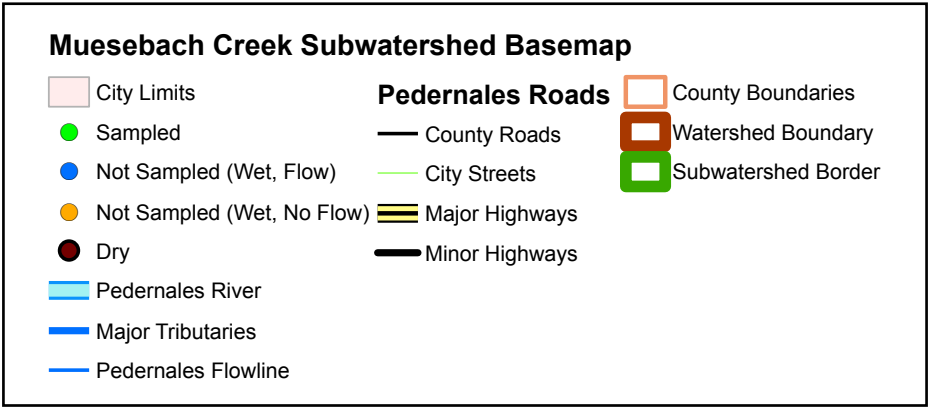 Muesebach Creek Subwatershed Basemap
City Limits
Sampled
Not Sampled (Wet, Flow)
Not Sampled (Wet, No Flow)
Dry
Pedernales River
Major Tributaries
Pedernales Flowline
Pedernales Roads
County Roads
City Streets
Major Highways
Minor Highways
County Boundaries
Watershed Boundary
Subwatershed Border